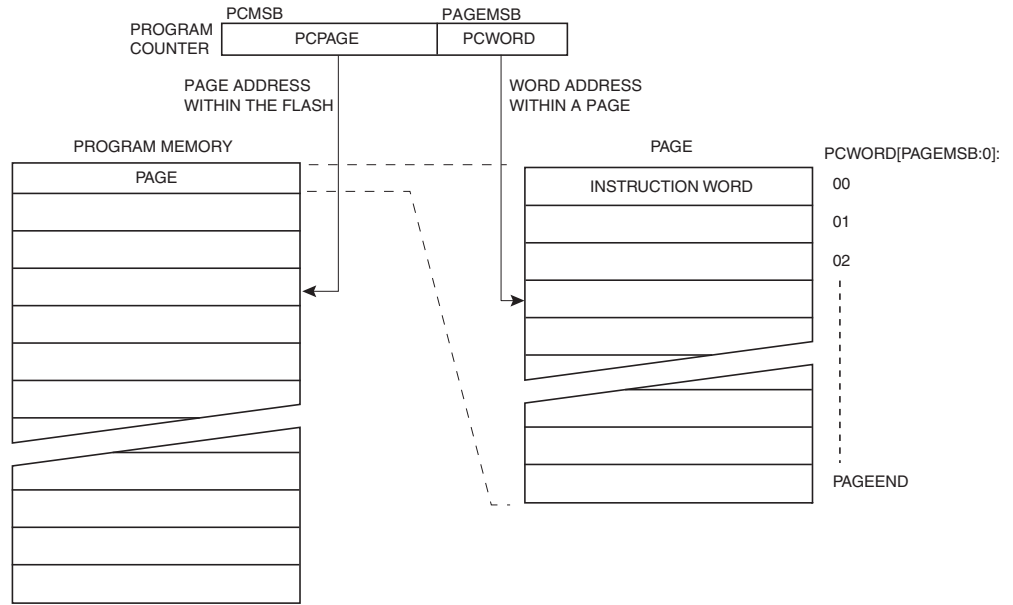 PCMSB PAGEMSB
PROGRAM
COUNTER
PCPAGE PCWORD
PAGE ADDRESS
WITHIN THE FLASH
WORD ADDRESS
WITHIN A PAGE
PROGRAM MEMORY
PAGE
PAGE
PCWORD[PAGEMSB:0]:
INSTRUCTION WORD
00
01
02
PAGEEND